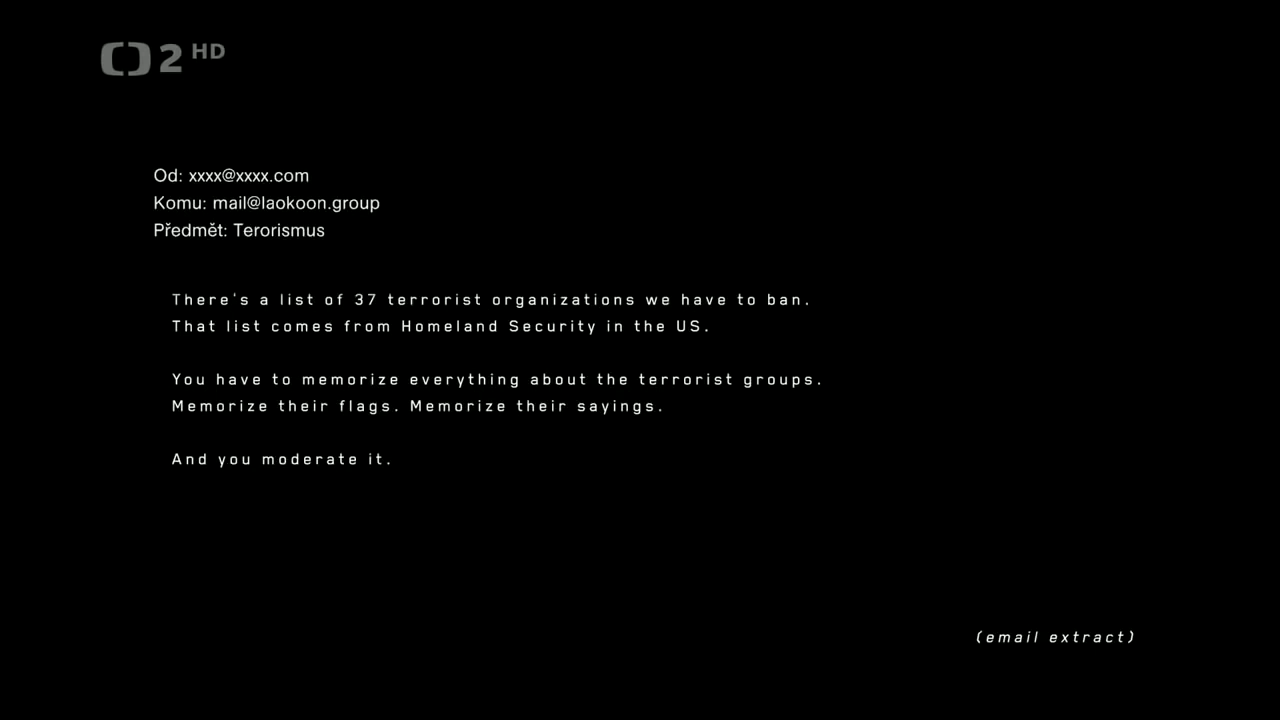 2 HD
Od: xxxx@xxxx.com
Komu: mail@laokoon.group
Předmět: Terorismus
There's a list of 37 terrorist organizations we have to ban.
That list comes from Homeland Security in the US.
You have to memorize everything about the terrorist groups.
Memorize their flags. Memorize their sayings.
And you moderate it.
(email extract)